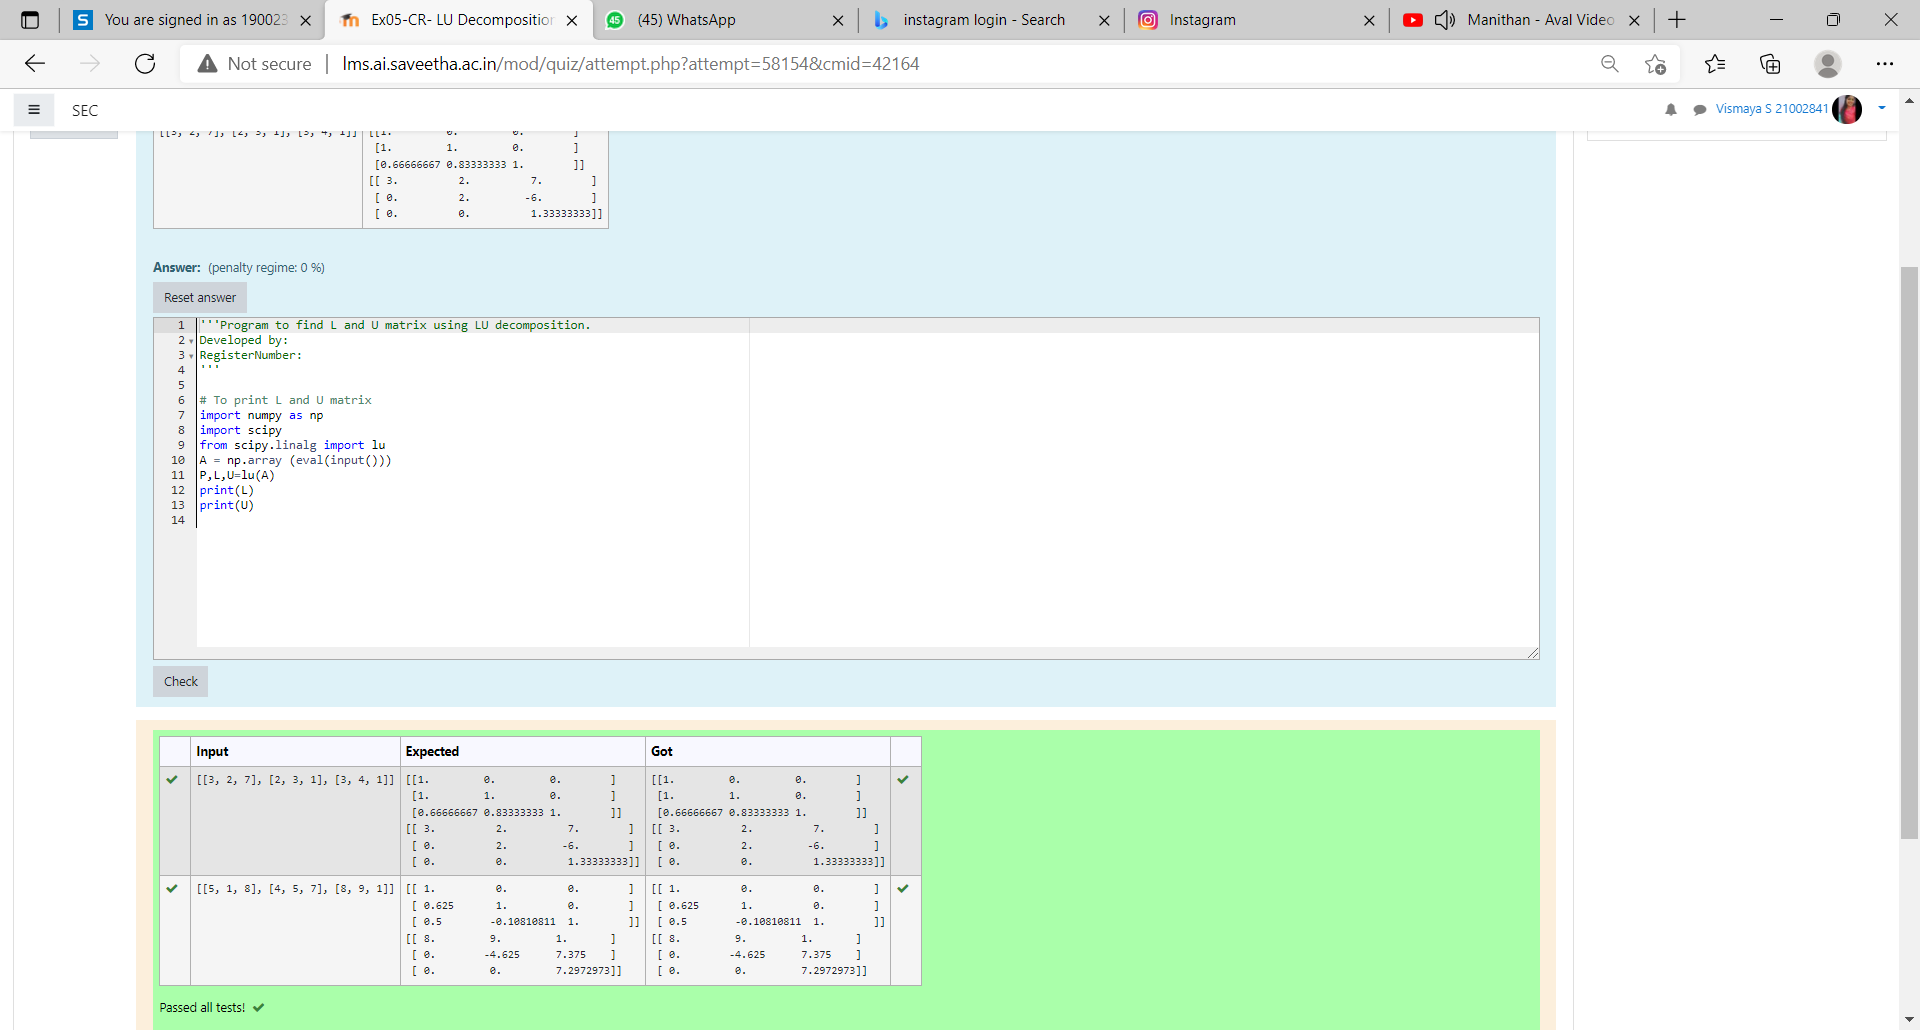 You are signed in as 190023
Ex05-CR- LU Decomposition
45
(45) WhatsApp
instagram login - Search
Instagram
Manithan - Aval Video
Not secure
lms.ai.saveetha.ac.in/mod/quiz/attempt.php?attempt=58154&cmid=42164
SEC
Vismaya S 21002841
[[3, 2, 7], [2, 3, 1], [3, 4, 1]] [[1. 0. 0. ]
[1. 1. 0. ]
[0.66666667 0.83333333 1. ]]
[[ 3. 2. 7. ]
[ 0. 2. -6. ]
[ 0. 0. 1.33333333]]
Answer: (penalty regime: 0 %)
Reset answer
1 '''Program to find L and U matrix using LU decomposition.
2 Developed by:
3 RegisterNumber:
4 '''
5
6 # To print L and U matrix
7 import numpy as np
8 import scipy
9 from scipy.linalg import lu
10 A = np.array (eval(input()))
11 P,L,U=lu(A)
12 print(L)
13 print(U)
14
Check
Input Expected Got
[[3, 2, 7], [2, 3, 1], [3, 4, 1]] [[1. 0. 0. ] [[1. 0. 0. ]
[1. 1. 0. ] [1. 1. 0. ]
[0.66666667 0.83333333 1. ]] [0.66666667 0.83333333 1. ]]
[[ 3. 2. 7. ] [[ 3. 2. 7. ]
[ 0. 2. -6. ] [ 0. 2. -6. ]
[ 0. 0. 1.33333333]] [ 0. 0. 1.33333333]]
[[5, 1, 8], [4, 5, 7], [8, 9, 1]] [[ 1. 0. 0. ] [[ 1. 0. 0. ]
[ 0.625 1. 0. ] [ 0.625 1. 0. ]
[ 0.5 -0.10810811 1. ]] [ 0.5 -0.10810811 1. ]]
[[ 8. 9. 1. ] [[ 8. 9. 1. ]
[ 0. -4.625 7.375 ] [ 0. -4.625 7.375 ]
[ 0. 0. 7.2972973]] [ 0. 0. 7.2972973]]
Passed all tests!